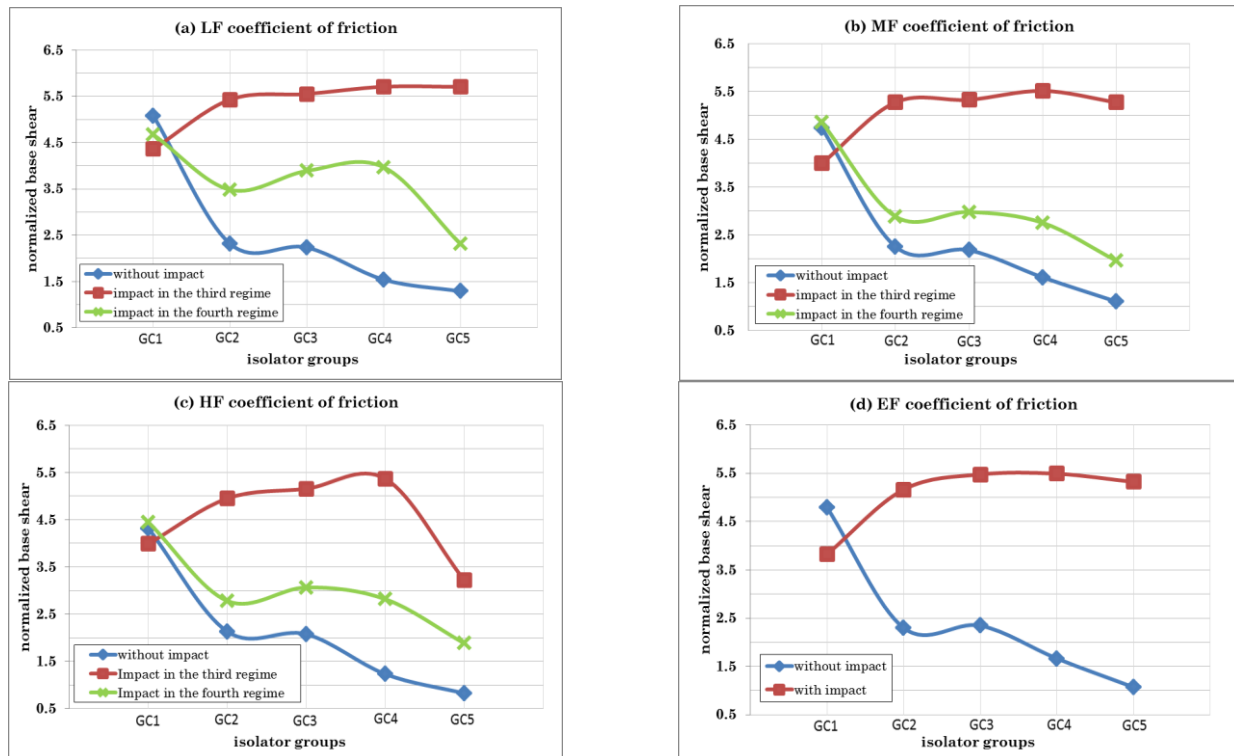 (a) LF coefficient of friction
normalized base shear
6.5
5.5
4.5
3.5
2.5
1.5
0.5
without impact
impact in the third regime
impact in the fourth regime
GC1 GC2 GC3 GC4 GC5
isolator groups
(b) MF coefficient of friction
normalized base shear
6.5
5.5
4.5
3.5
2.5
1.5
0.5
without impact
impact in the third regime
impact in the fourth regime
GC1 GC2 GC3 GC4 GC5
isolator groups
(c) HF coefficient of friction
normalized base shear
6.5
5.5
4.5
3.5
2.5
1.5
0.5
without impact
Impact in the third regime
Impact in the fourth regime
GC1 GC2 GC3 GC4 GC5
isolator groups
(d) EF coefficient of friction
normalized base shear
6.5
5.5
4.5
3.5
2.5
1.5
0.5
without impact
with impact
GC1 GC2 GC3 GC4 GC5
isolator groups